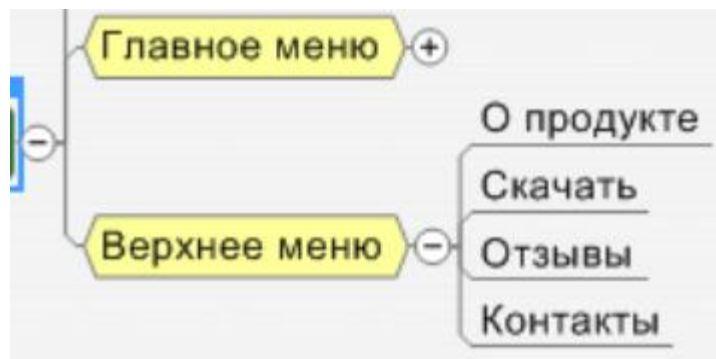 Главное меню
О продукте
Скачать
Верхнее меню
Отзывы
Контакты